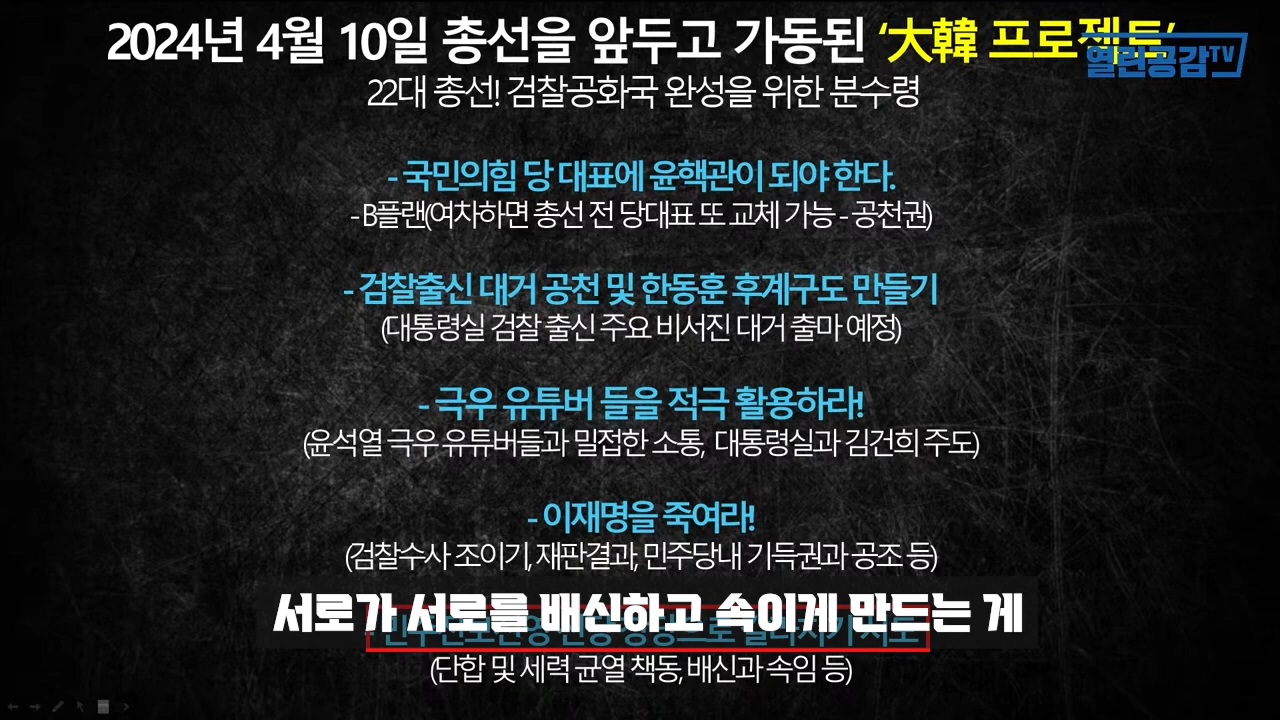 2024년 4월 10일 총선을 앞두고 가동된 ‘大韓 프로젝트’
열린공감TV
22대 총선! 검찰공화국 완성을 위한 분수령
- 국민의힘 당 대표에 윤핵관이 되야 한다.
- B플랜(여차하면 총선 전 당대표 또 교체 가능 - 공천권)
- 검찰출신 대거 공천 및 한동훈 후계구도 만들기
(대통령실 검찰 출신 주요 비서진 대거 출마 예정)
- 극우 유튜버 들을 적극 활용하라!
(윤석열 극우 유튜버들과 밀접한 소통, 대통령실과 김건희 주도)
- 이재명을 죽여라!
(검찰수사 조이기, 재판결과, 민주당내 기득권과 공조 등)
서로가 서로를 배신하고 속이게 만드는 게
(단합 및 세력 균열 책동, 배신과 속임 등)